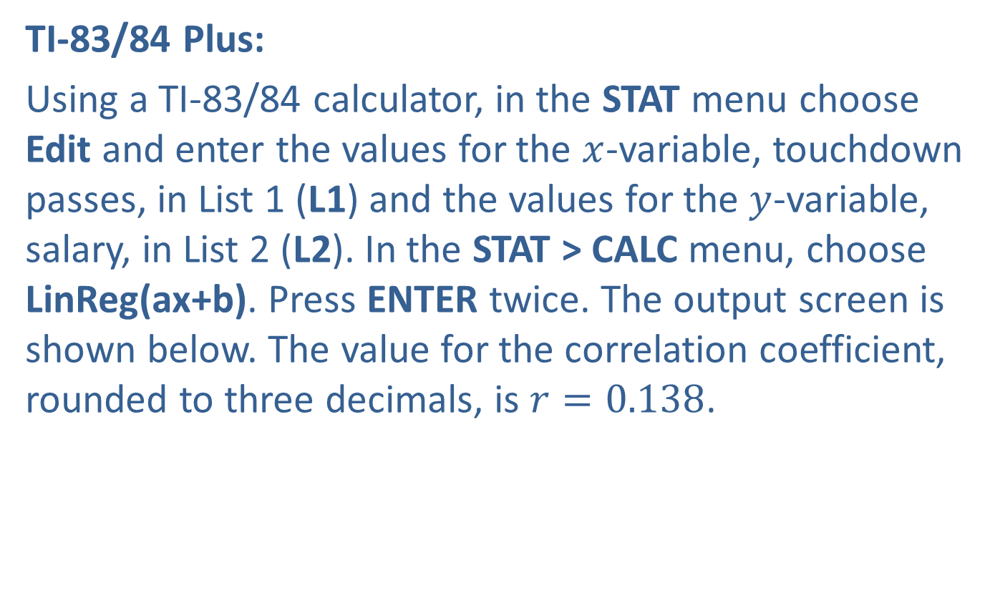 TI-83/84 Plus:
Using a TI-83/84 calculator, in the STAT menu choose
Edit and enter the values for the x-variable, touchdown
passes, in List 1 (L1) and the values for the y-variable,
salary, in List 2 (L2). In the STAT > CALC menu, choose
LinReg(ax+b). Press ENTER twice. The output screen is
shown below. The value for the correlation coefficient,
rounded to three decimals, is r = 0.138.